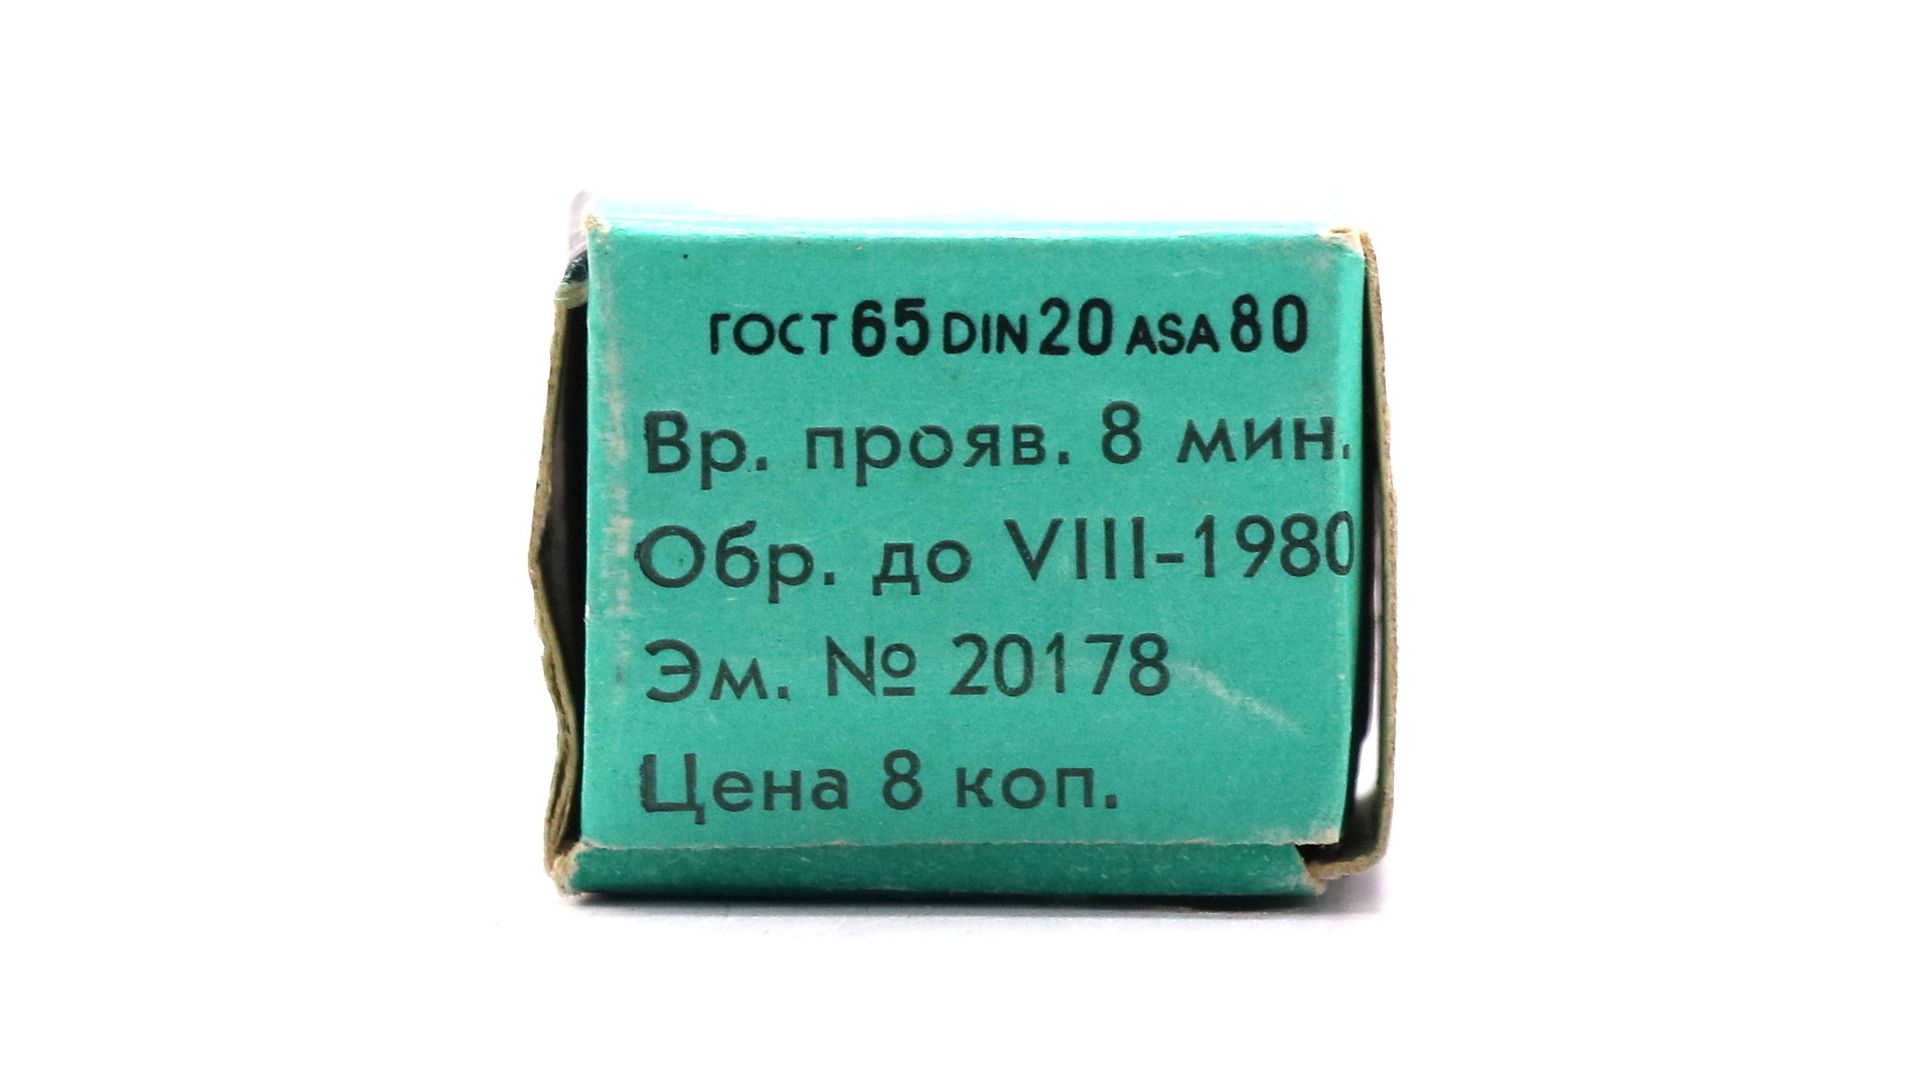 ГОСТ 65 DIN 20 ASA 80
Вр. прояв. 8 мин.
Обр. до VIII-1980
Эм. № 20178
Цена 8 коп.